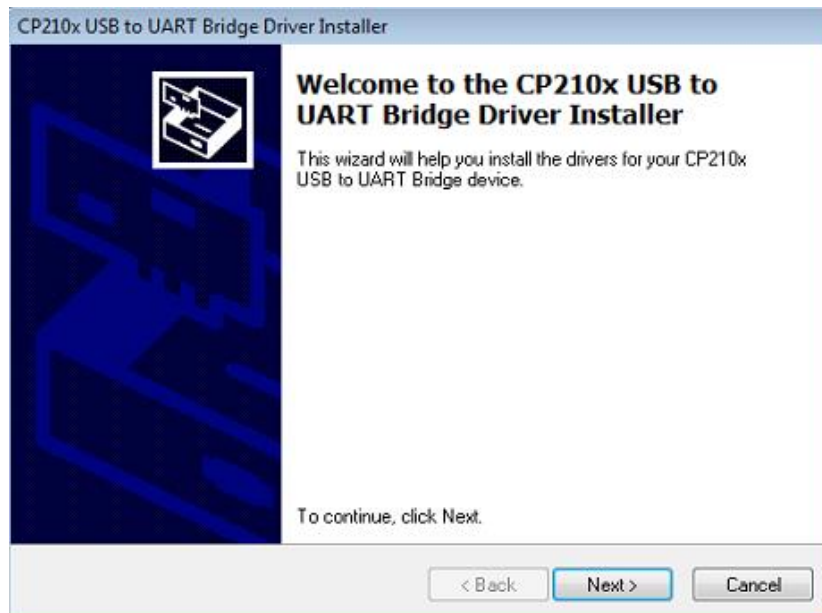 CP210x USB to UART Bridge Driver Installer
Welcome to the CP210x USB to
UART Bridge Driver Installer
This wizard will help you install the drivers for your CP210x
USB to UART Bridge device.
To continue, click Next.
< Back
Next >
Cancel